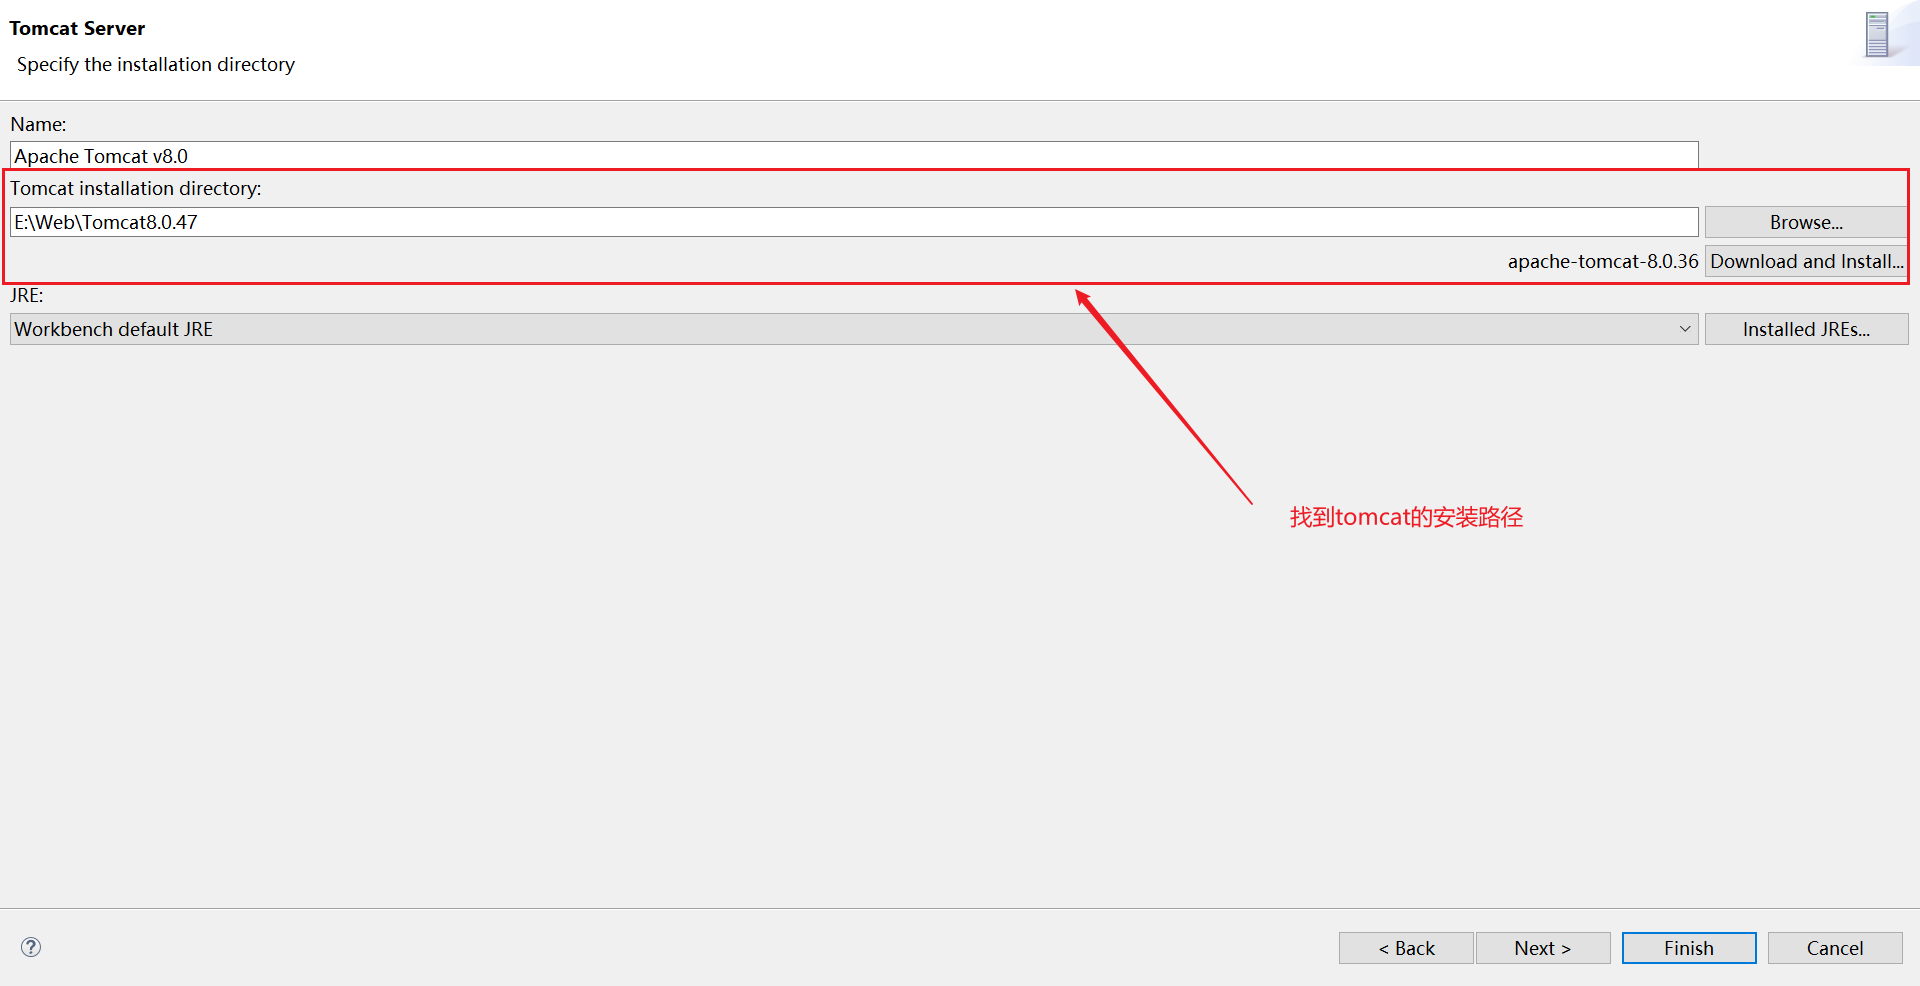 Tomcat Server
Specify the installation directory
Name:
Apache Tomcat v8.0
Tomcat installation directory:
E:\Web\Tomcat8.0.47
Browse...
apache-tomcat-8.0.36
Download and Install...
JRE:
Workbench default JRE
Installed JREs...
找到tomcat的安装路径
?
< Back
Next >
Finish
Cancel